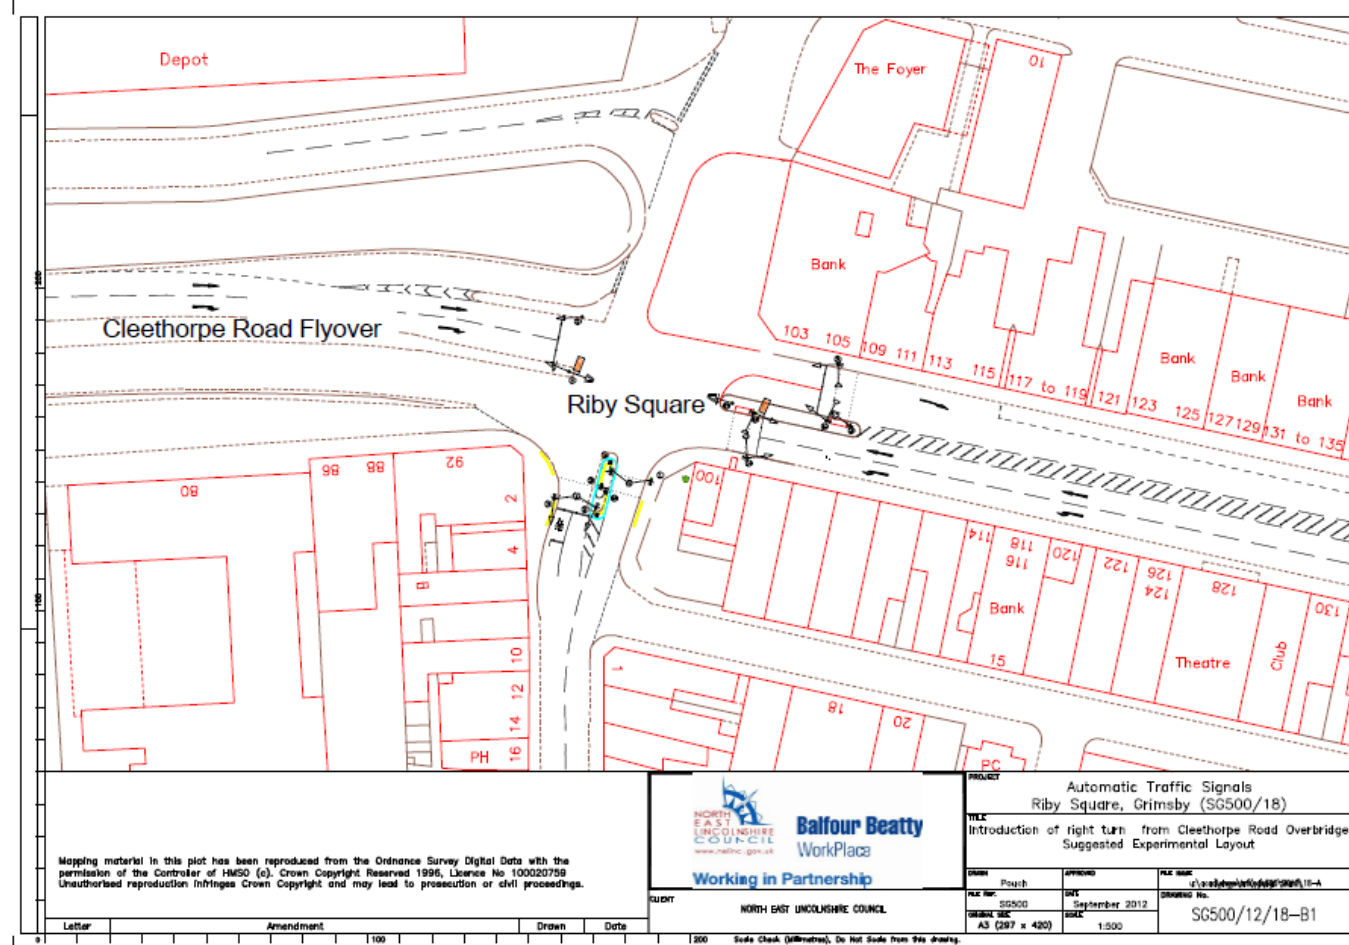 Depot
The Foyer
10
Bank
Cleethorpe Road Flyover
103 105 109 111 113 115 117 to 119 121 123 125 127 129 131 to 135
Bank
Bank
Bank
Riby Square
80
86
88
92
2
4
8
10
12
14
16
PH
100
114
118
116
120
122
126
124
128
130
Bank
15
Theatre
Club
1
18
20
PC
Mapping material in this plot has been reproduced from the Ordnance Survey Digital Data with the
permission of the Controller of HMSO (c). Crown Copyright Reserved 1996, Licence No 100020759
Unauthorised reproduction infringes Crown Copyright and may lead to prosecution or civil proceedings.
Letter Amendment Drawn Date
NORTH
EAST
LINCOLNSHIRE
COUNCIL
www.nelinc.gov.uk
Balfour Beatty
WorkPlace
Working in Partnership
CLIENT
NORTH EAST LINCOLNSHIRE COUNCIL
PROJECT
Automatic Traffic Signals
Riby Square, Grimsby (SG500/18)
TITLE
Introduction of right turn from Cleethorpe Road Overbridge
Suggested Experimental Layout
DRAWN
Pouch
APPROVED
FILE NAME
FILE REF.
SG500
DATE
September 2012
DRAWING No.
SG500/12/18-B1
ORIGINAL SIZE
A3 (297 x 420)
SCALE
1:500
100
200
Scale Check (Millimetres), Do Not Scale from this drawing.
0
100
200